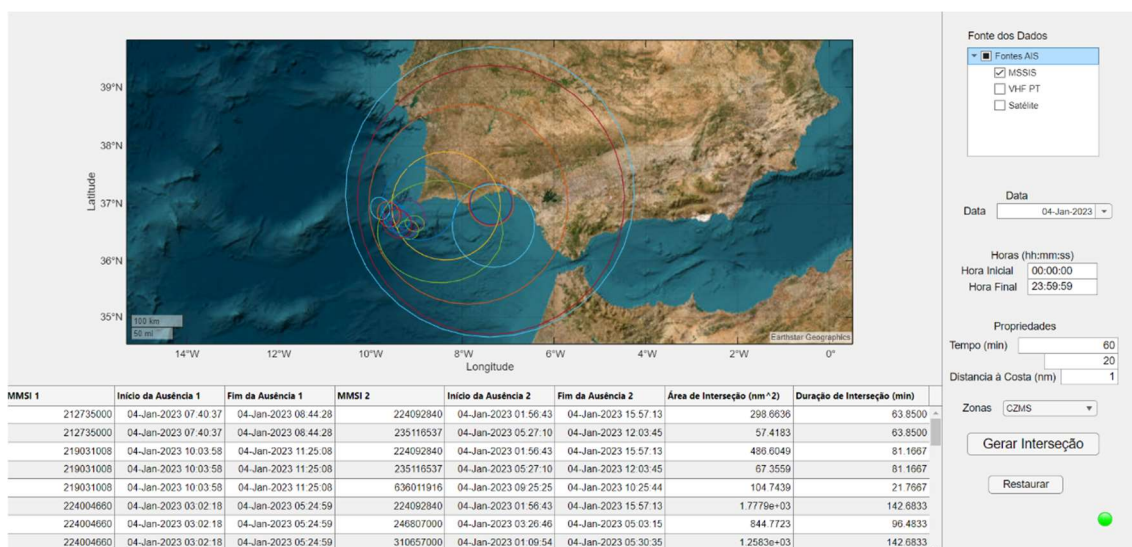 Fonte dos Dados
Fontes AIS
MSSIS
VHF PT
Satélite
Data
Data 04-Jan-2023
Horas (hh:mm:ss)
Hora Inicial 00:00:00
Hora Final 23:59:59
Propriedades
Tempo (min) 60
20
Distancia à Costa (nm) 1
Zonas CZMS
Gerar Interseção
Restaurar
39°N
38°N
37°N
36°N
35°N
Latitude
100 km
50 mi
Earthstar Geographics
14°W 12°W 10°W 8°W 6°W 4°W 2°W 0°
Longitude
MMSI 1 Início da Ausência 1 Fim da Ausência 1 MMSI 2 Início da Ausência 2 Fim da Ausência 2 Área de Interseção (nm^2) Duração de Interseção (min)
212735000 04-Jan-2023 07:40:37 04-Jan-2023 08:44:28 224092840 04-Jan-2023 01:56:43 04-Jan-2023 15:57:13 298.6636 63.8500
212735000 04-Jan-2023 07:40:37 04-Jan-2023 08:44:28 235116537 04-Jan-2023 05:27:10 04-Jan-2023 12:03:45 57.4183 63.8500
219031008 04-Jan-2023 10:03:58 04-Jan-2023 11:25:08 224092840 04-Jan-2023 01:56:43 04-Jan-2023 15:57:13 486.6049 81.1667
219031008 04-Jan-2023 10:03:58 04-Jan-2023 11:25:08 235116537 04-Jan-2023 05:27:10 04-Jan-2023 12:03:45 67.3559 81.1667
219031008 04-Jan-2023 10:03:58 04-Jan-2023 11:25:08 636011916 04-Jan-2023 09:25:25 04-Jan-2023 10:25:44 104.7439 21.7667
224004660 04-Jan-2023 03:02:18 04-Jan-2023 05:24:59 224092840 04-Jan-2023 01:56:43 04-Jan-2023 15:57:13 1.7779e+03 142.6833
224004660 04-Jan-2023 03:02:18 04-Jan-2023 05:24:59 246807000 04-Jan-2023 03:26:46 04-Jan-2023 05:03:15 844.7723 96.4833
224004660 04-Jan-2023 03:02:18 04-Jan-2023 05:24:59 310657000 04-Jan-2023 01:09:54 04-Jan-2023 05:30:35 1.2583e+03 142.6833